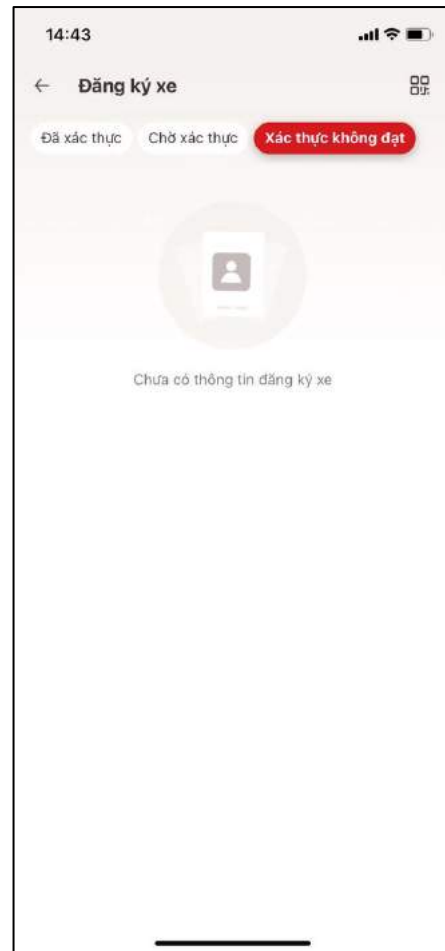 14:43
Đăng ký xe
Đã xác thực Chờ xác thực Xác thực không đạt
Chưa có thông tin đăng ký xe